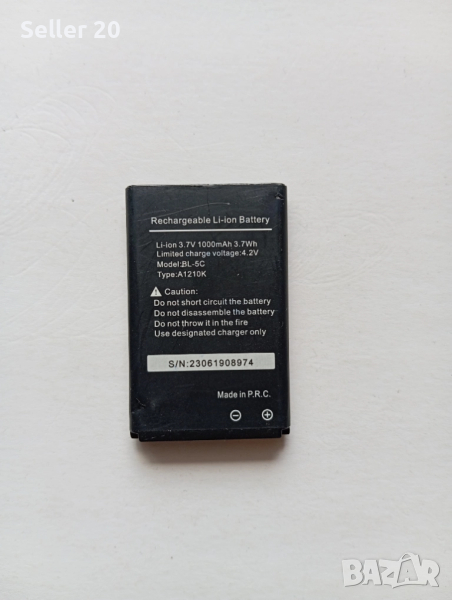 Seller 20
Rechargeable Li-ion Battery
Li-ion 3.7V 1000mAh 3.7Wh
Limited charge voltage:4.2V
Model:BL-5C
Type:A1210K
Caution:
Do not short circuit the battery
Do not disassemble the battery
Do not throw it in the fire
Use designated charger only
S/N:23061908974
Made in P.R.C.
BAZAR